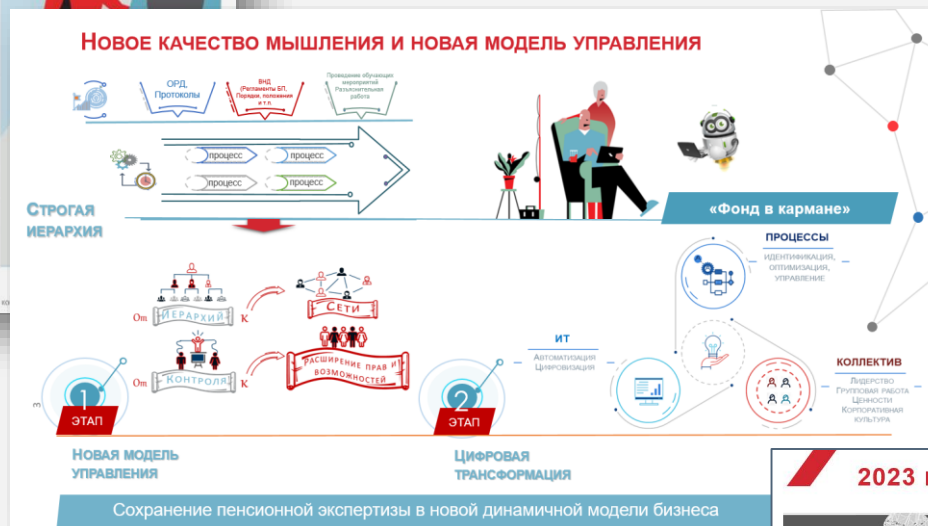 НОВОЕ КАЧЕСТВО МЫШЛЕНИЯ И НОВАЯ МОДЕЛЬ УПРАВЛЕНИЯ
ОРД,
Протоколы
ВНД
(Регламенты БП,
Порядки, положения
и т.п.
Проведение обучающих
мероприятий
Разъяснительная
работа
процесс
процесс
процесс
процесс
СТРОГАЯ
ИЕРАРХИЯ
«Фонд в кармане»
ПРОЦЕССЫ
ИДЕНТИФИКАЦИЯ,
ОПТИМИЗАЦИЯ,
УПРАВЛЕНИЕ
От ИЕРАРХИЙ К СЕТИ
От КОНТРОЛЯ К РАСШИРЕНИЕ ПРАВ И
ВОЗМОЖНОСТЕЙ
ИТ
АВТОМАТИЗАЦИЯ
ЦИФРОВИЗАЦИЯ
КОЛЛЕКТИВ
ЛИДЕРСТВО
ГРУППОВАЯ РАБОТА
ЦЕННОСТИ
КОРПОРАТИВНАЯ
КУЛЬТУРА
1
ЭТАП
2
ЭТАП
3
НОВАЯ МОДЕЛЬ
УПРАВЛЕНИЯ
ЦИФРОВАЯ
ТРАНСФОРМАЦИЯ
Сохранение пенсионной экспертизы в новой динамичной модели бизнеса
2023